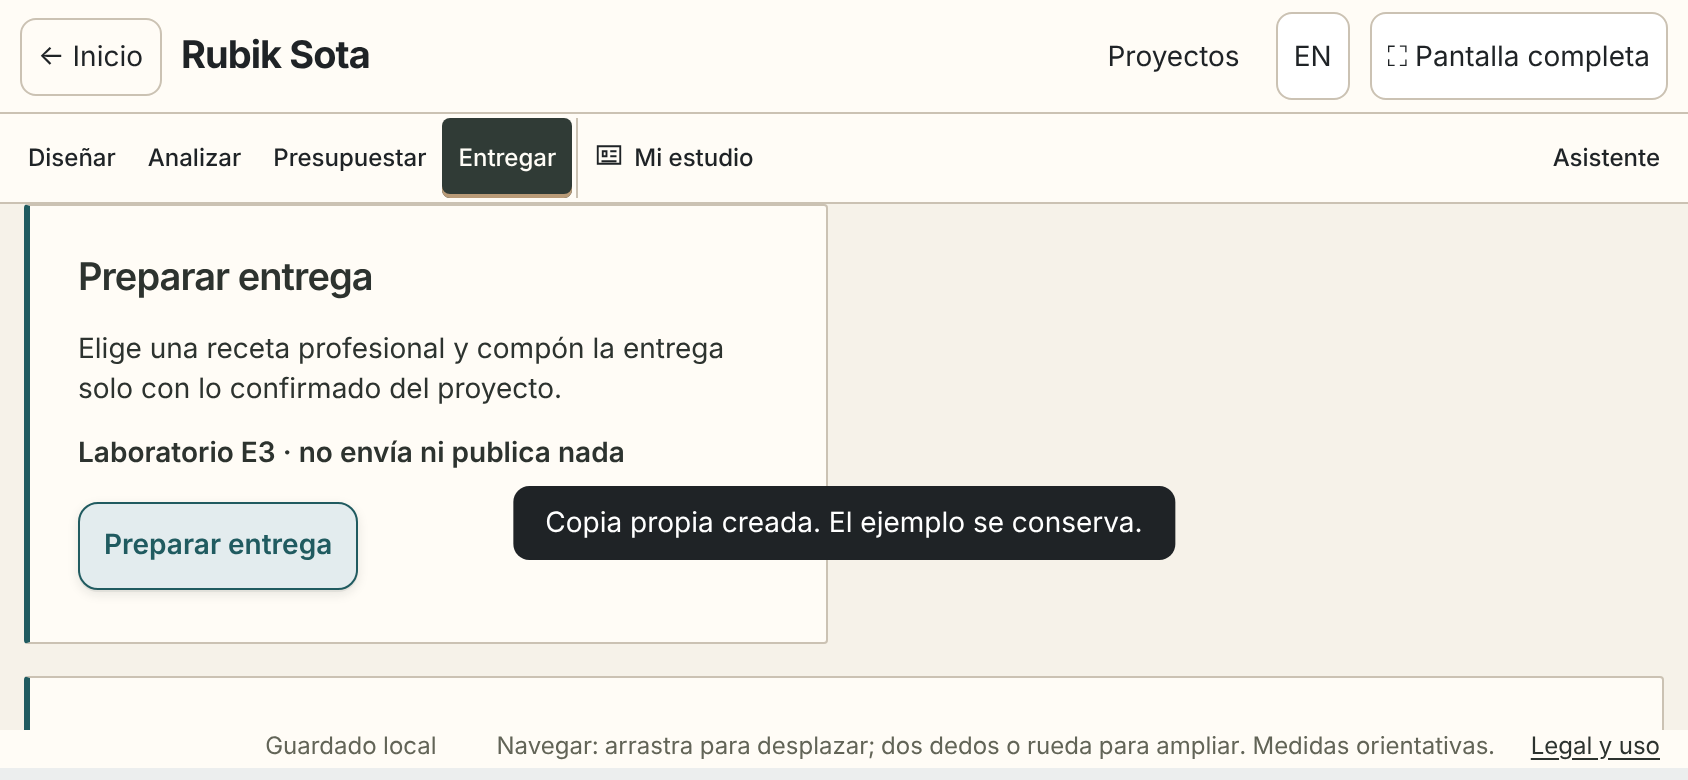 ← Inicio
Rubik Sota
Proyectos
EN
Pantalla completa
Diseñar
Analizar
Presupuestar
Entregar
Mi estudio
Asistente
Preparar entrega
Elige una receta profesional y compón la entrega
solo con lo confirmado del proyecto.
Laboratorio E3 · no envía ni publica nada
Copia propia creada. El ejemplo se conserva.
Preparar entrega
Guardado local
Navegar: arrastra para desplazar; dos dedos o rueda para ampliar. Medidas orientativas.
Legal y uso